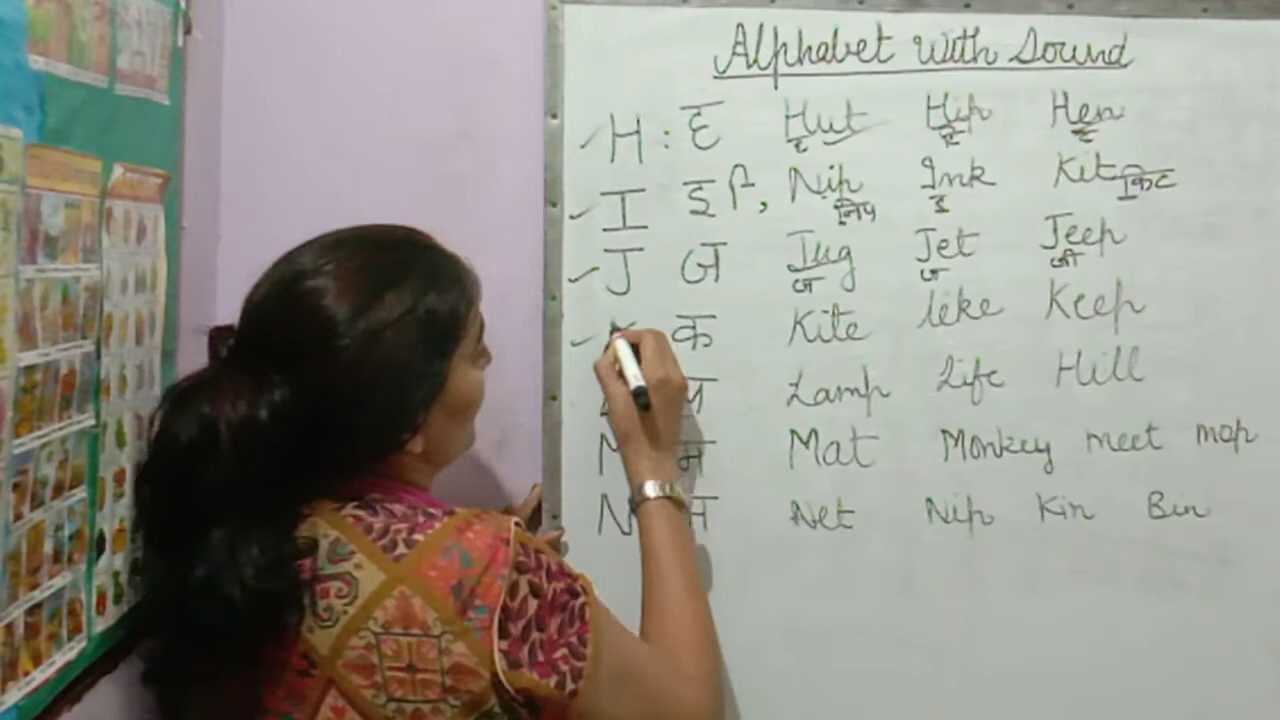 Alphabet with Sound
H : ह Hut Hip Hen
ह हि हे
I इ ि, Nip Ink Kit किट
निप इ
J ज Jug Jet Jeep
ज ज जी
क Kite like Keep
Lamp Life Hill
M म Mat Monkey meet map
N न Net Nip Kin Bin